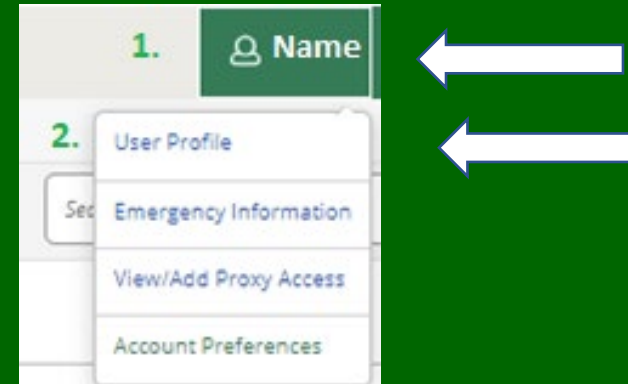 1. Name
2. User Profile
Emergency Information
View/Add Proxy Access
Account Preferences